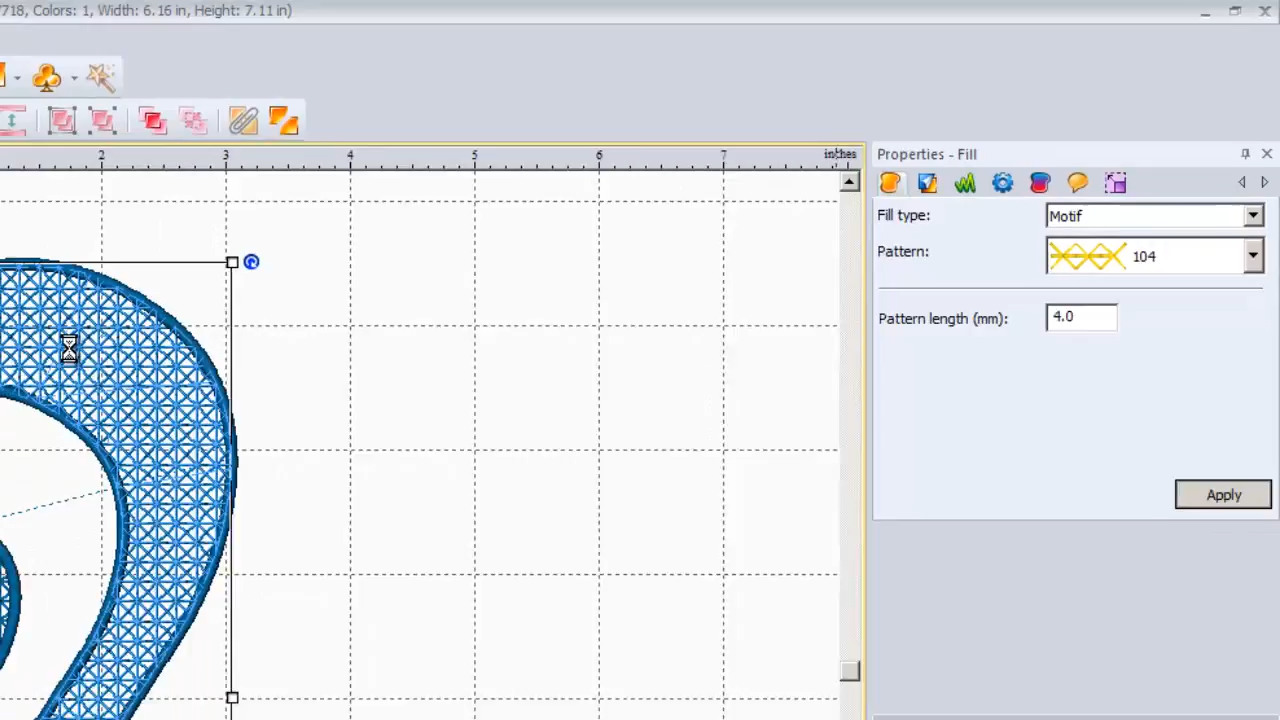 718, Colors: 1, Width: 6.16 in, Height: 7.11 in)
2 3 4 5 6 7 inches
Properties - Fill
Fill type: Motif
Pattern: 104
Pattern length (mm): 4.0
Apply